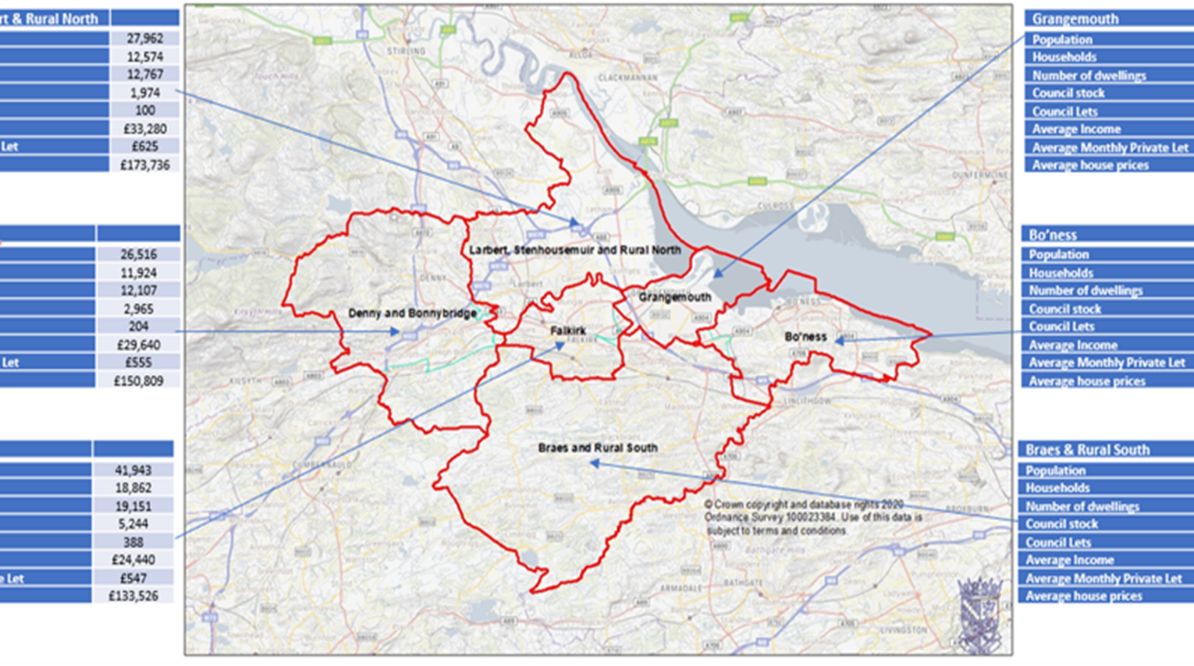 rt & Rural North
27,962
12,574
12,767
1,974
100
£33,280
Let £625
£173,736
26,516
11,924
12,107
2,965
204
£29,640
Let £555
£150,809
41,943
18,862
19,151
5,244
388
£24,440
e Let £547
£133,526
STIRLING
ALLOA
CLACKMANNAN
DUNFERMLINE
CULROSS
Larbert, Stenhousemuir and Rural North
DENNY
Larbert
Grangemouth
Denny and Bonnybridge
Falkirk
FALKIRK
BO'NESS
Bo'ness
KILSYTH
LINLITHGOW
CUMBERNAULD
Braes and Rural South
© Crown copyright and database rights 2020
Ordnance Survey 100023384. Use of this data is
subject to terms and conditions
BROXBURN
Bathgate Hills
ARMADALE
BATHGATE
LIVINGSTON
Grangemouth
Population
Households
Number of dwellings
Council stock
Council Lets
Average Income
Average Monthly Private Let
Average house prices
Bo'ness
Population
Households
Number of dwellings
Council stock
Council Lets
Average Income
Average Monthly Private Let
Average house prices
Braes & Rural South
Population
Households
Number of dwellings
Council stock
Council Lets
Average Income
Average Monthly Private Let
Average house prices